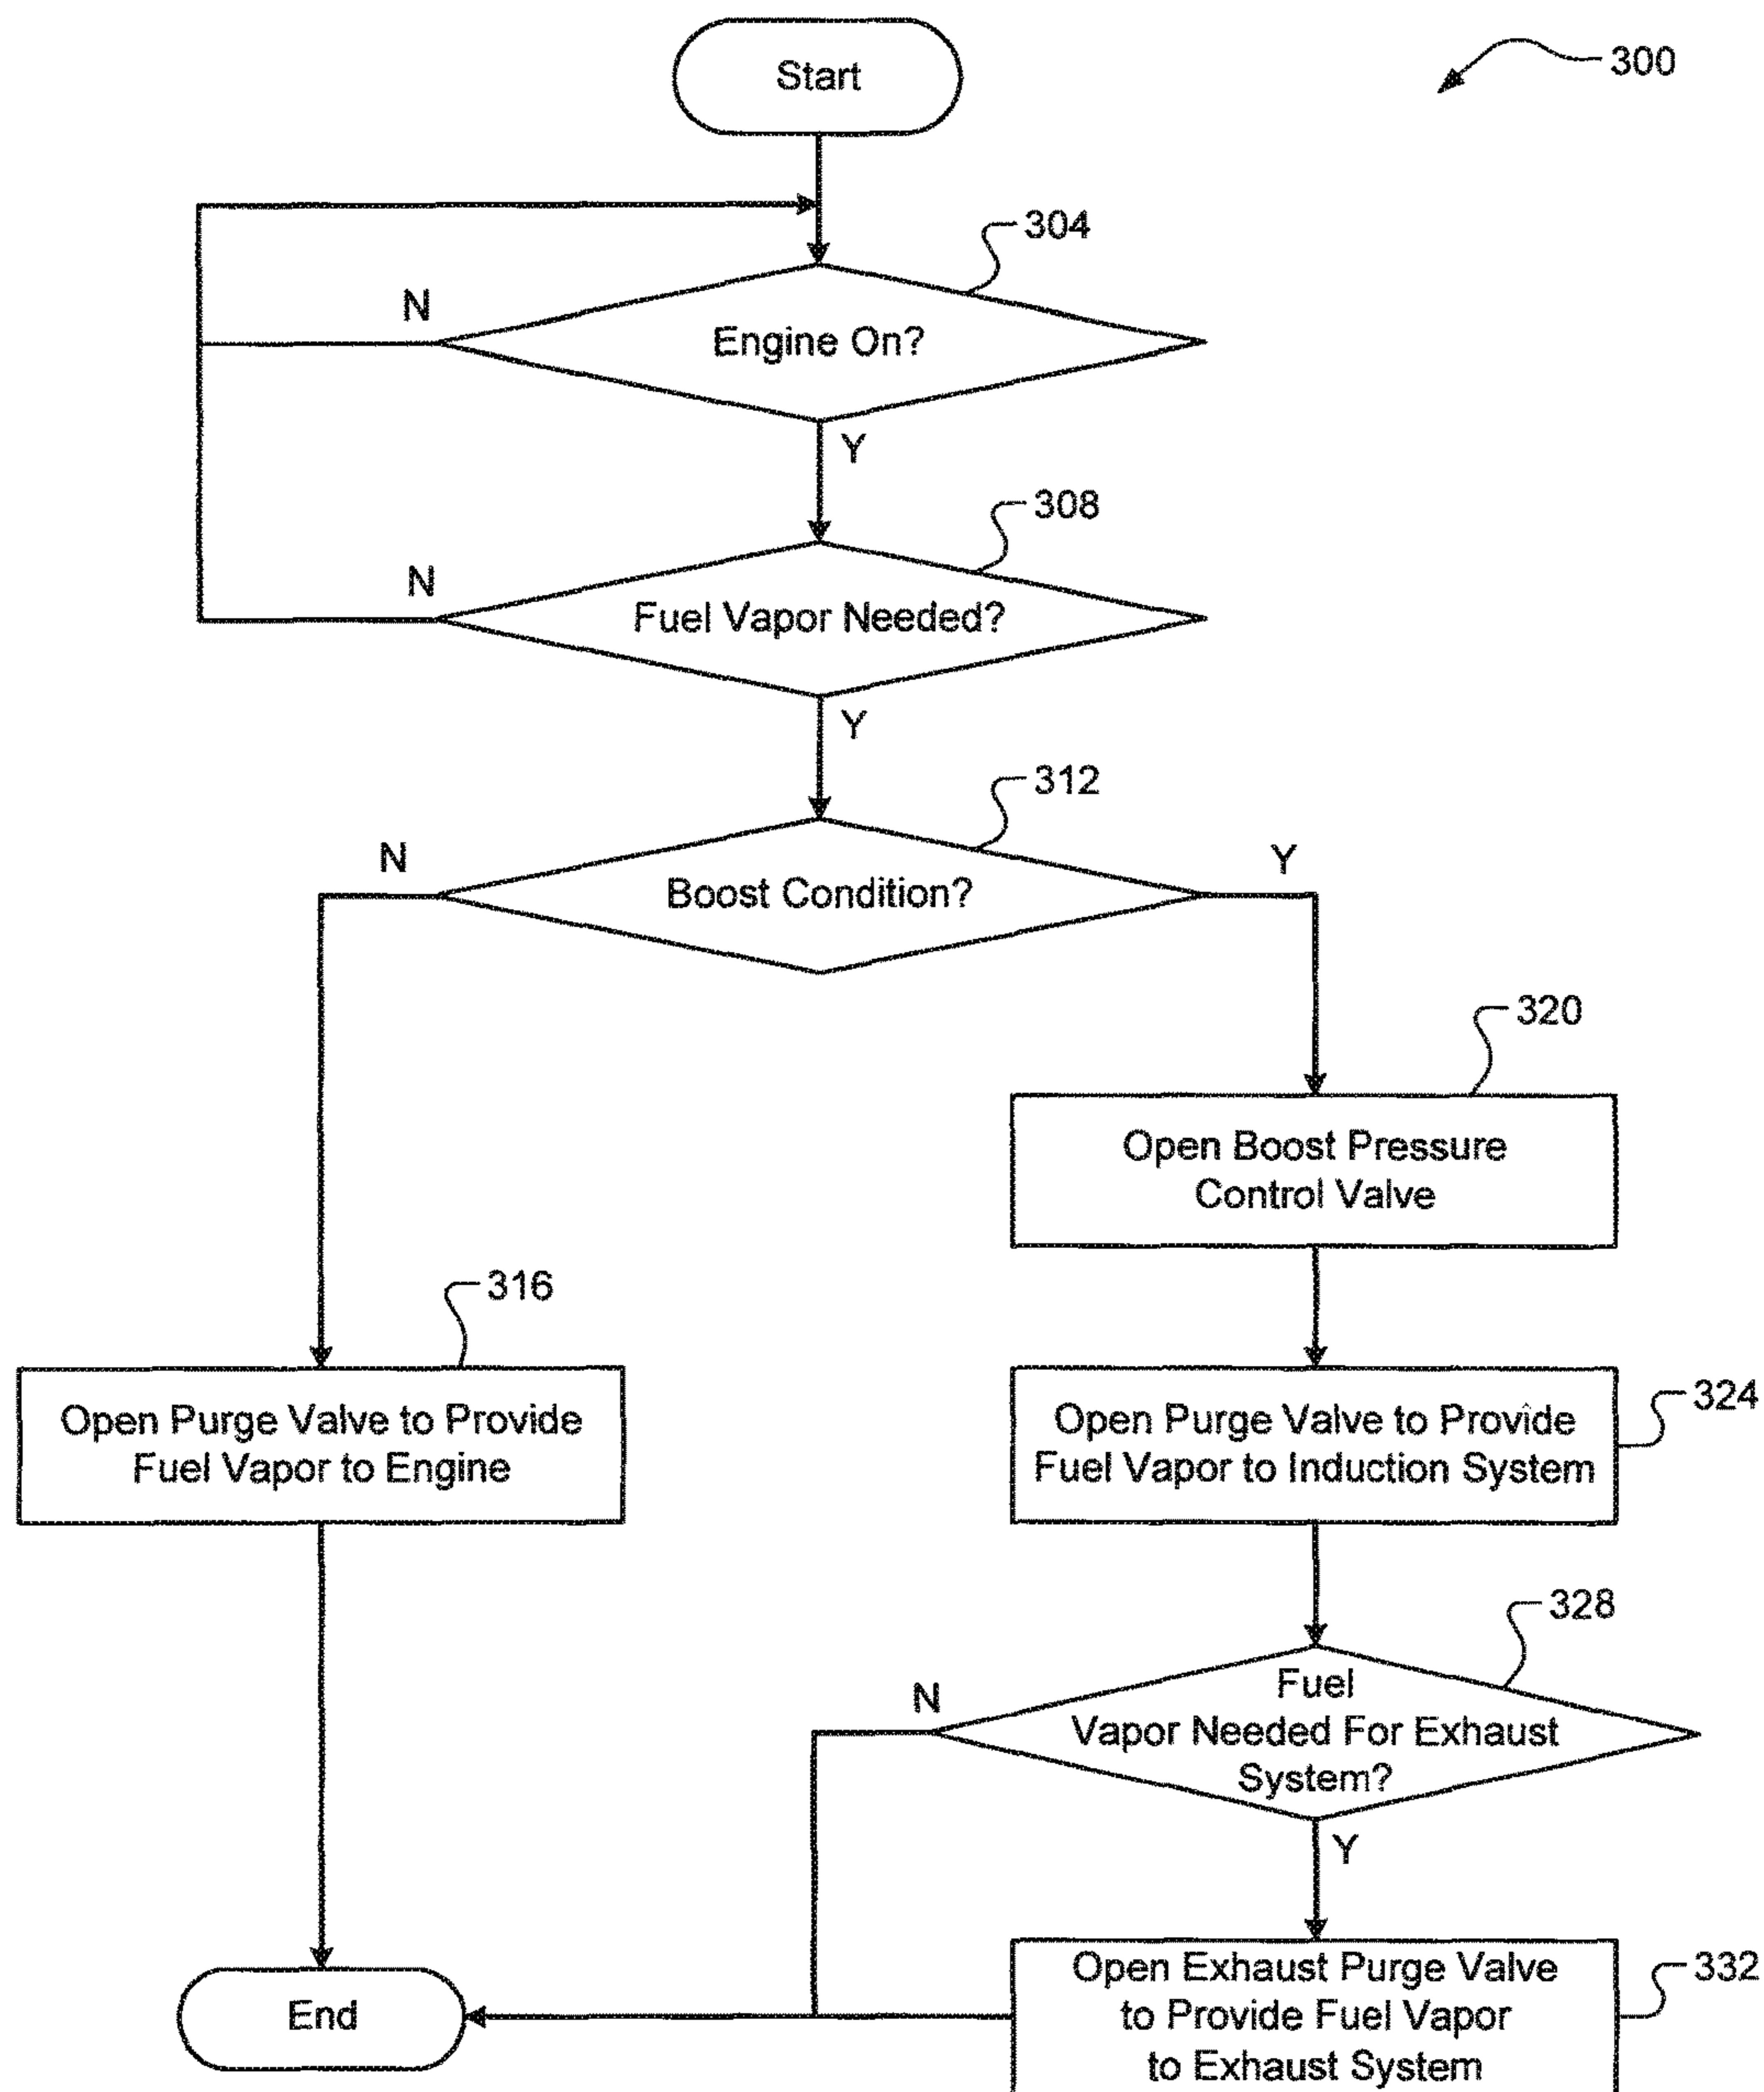 Start
300
304
N
Engine On?
Y
308
N
Fuel Vapor Needed?
Y
312
N
Y
Boost Condition?
320
Open Boost Pressure
Control Valve
316
Open Purge Valve to Provide
Fuel Vapor to Engine
324
Open Purge Valve to Provide
Fuel Vapor to Induction System
328
N
Fuel
Vapor Needed For Exhaust
System?
Y
332
Open Exhaust Purge Valve
to Provide Fuel Vapor
to Exhaust System
End